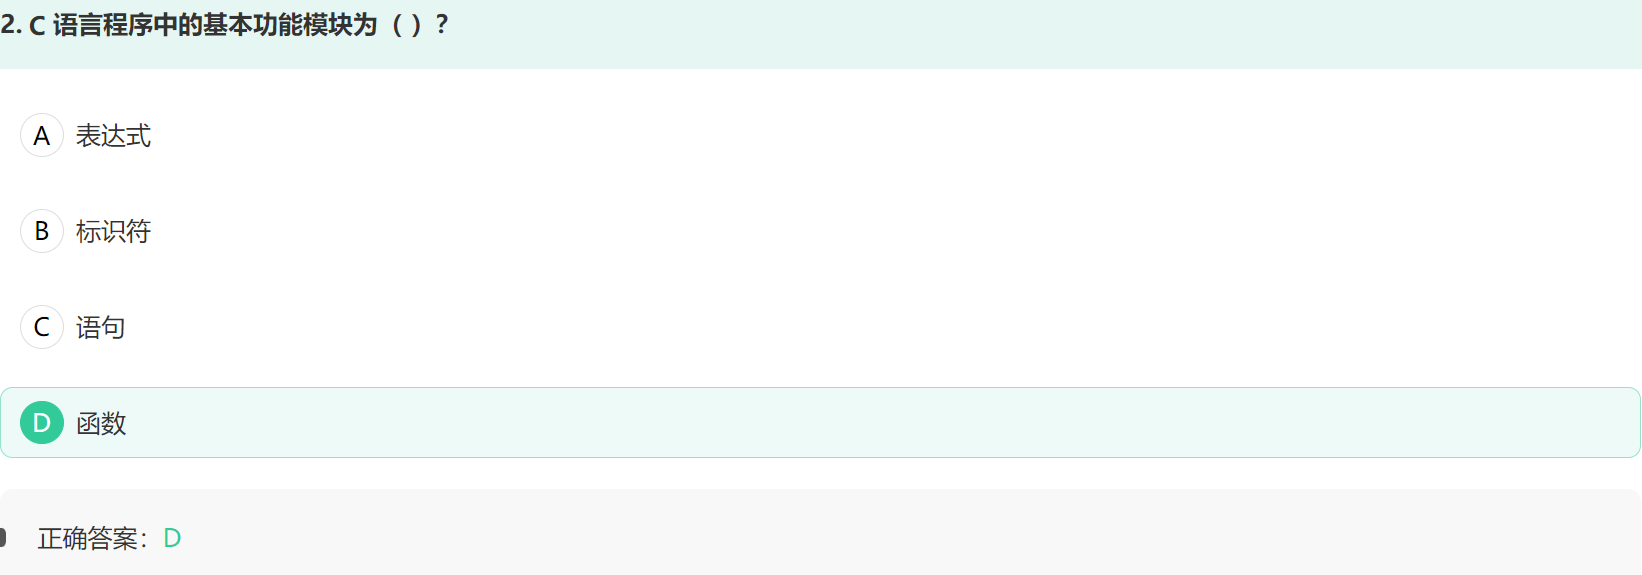 2. C 语言程序中的基本功能模块为（ ）？
A 表达式
B 标识符
C 语句
D 函数
正确答案：D